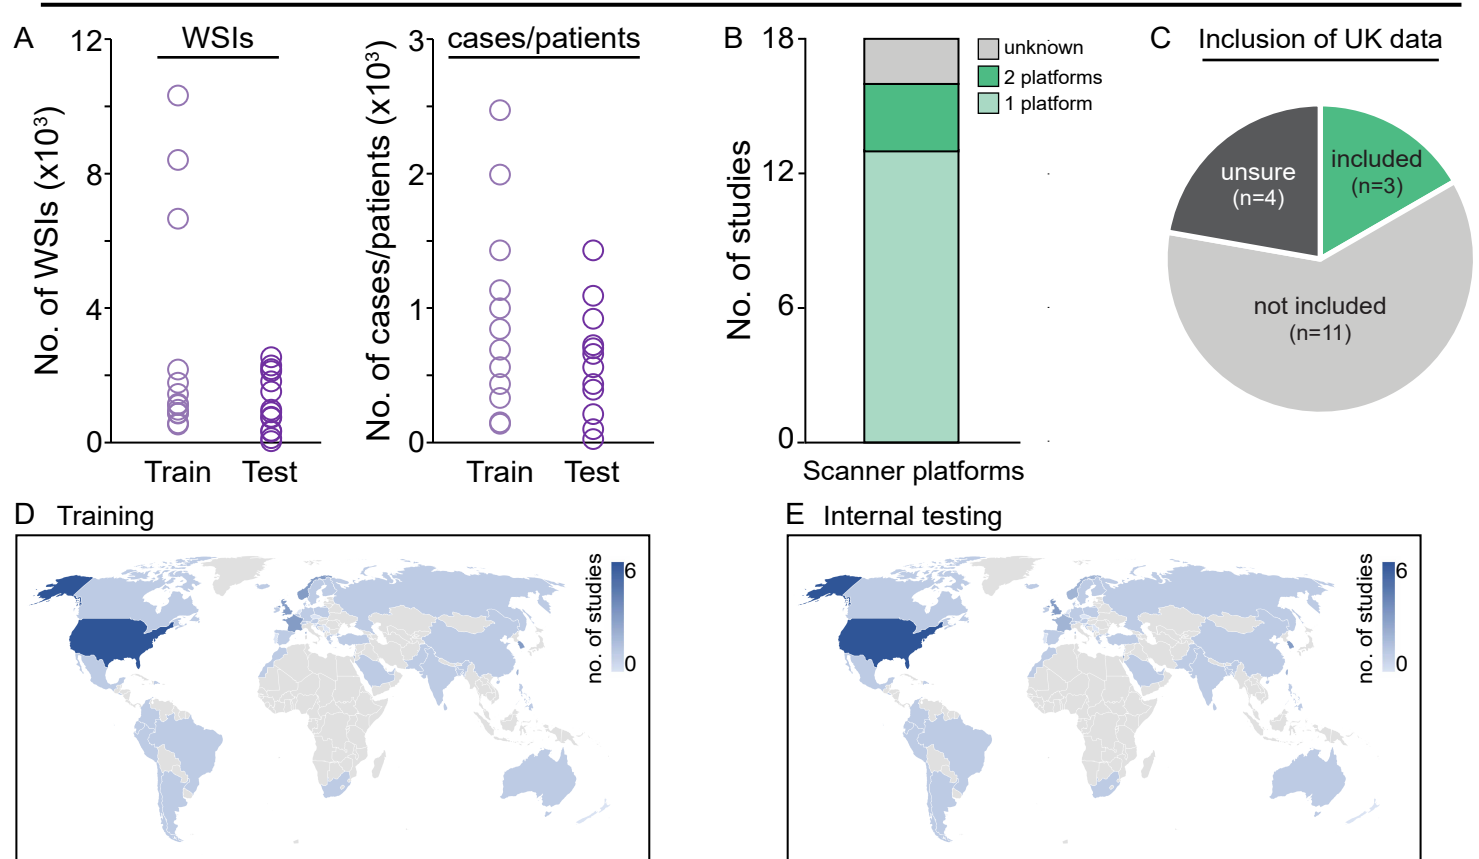 A
WSIs
12
8
4
0
No. of WSIs (x10³)
Train
Test
cases/patients
3
2
1
0
No. of cases/patients (x10³)
Train
Test
B
18
12
6
0
No. of studies
Scanner platforms
unknown
2 platforms
1 platform
C
Inclusion of UK data
included
(n=3)
unsure
(n=4)
not included
(n=11)
D Training
no. of studies
6
0
E Internal testing
no. of studies
6
0